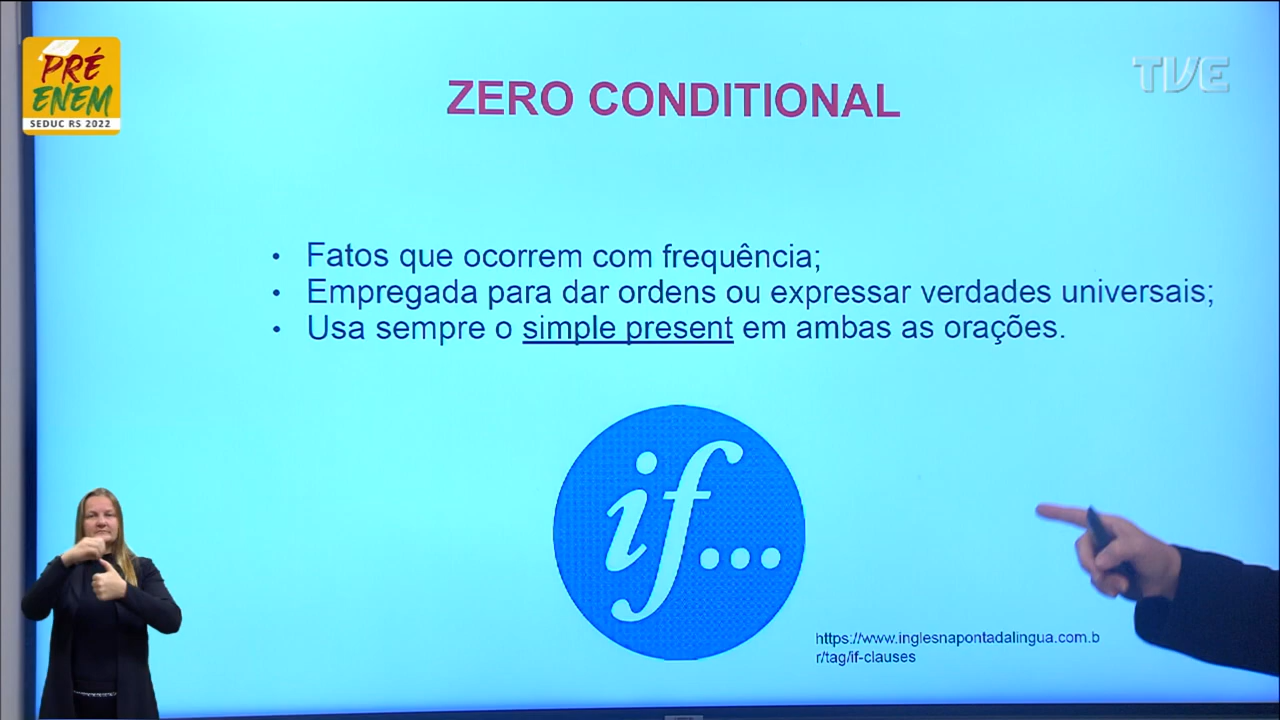 PRÉ
ENEM
SEDUC RS 2022
TVE
ZERO CONDITIONAL
• Fatos que ocorrem com frequência;
• Empregada para dar ordens ou expressar verdades universais;
• Usa sempre o simple present em ambas as orações.
if...
https://www.inglesnapontadalingua.com.b
r/tag/if-clauses